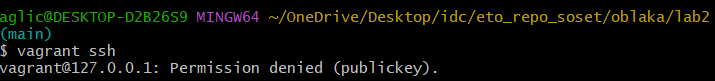 aglic@DESKTOP-D2B26S9 MINGW64 ~/OneDrive/Desktop/idc/eto_repo_soset/oblaka/lab2
(main)
$ vagrant ssh
vagrant@127.0.0.1: Permission denied (publickey).